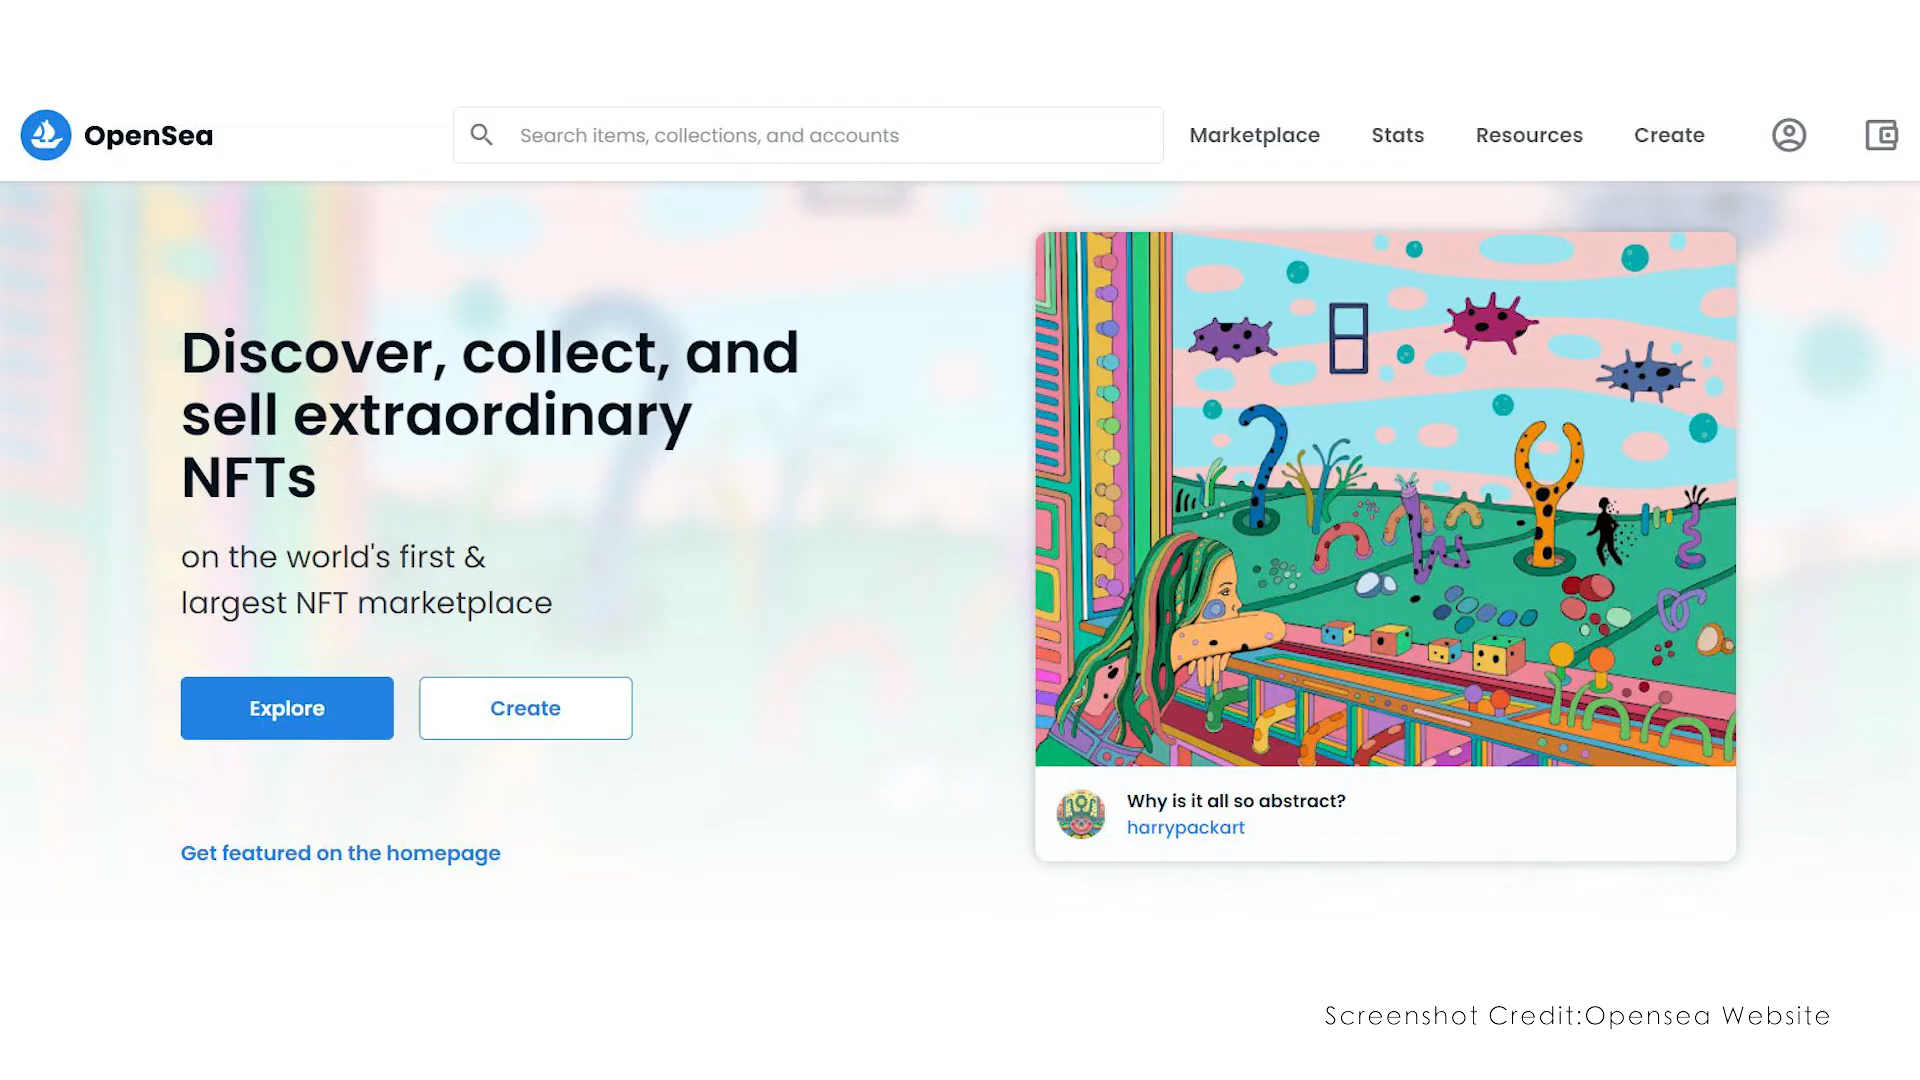 OpenSea
Search items, collections, and accounts
Marketplace
Stats
Resources
Create
Discover, collect, and
sell extraordinary
NFTs
on the world's first &
largest NFT marketplace
Explore
Create
Get featured on the homepage
Why is it all so abstract?
harrypackart
Screenshot Credit:Opensea Website